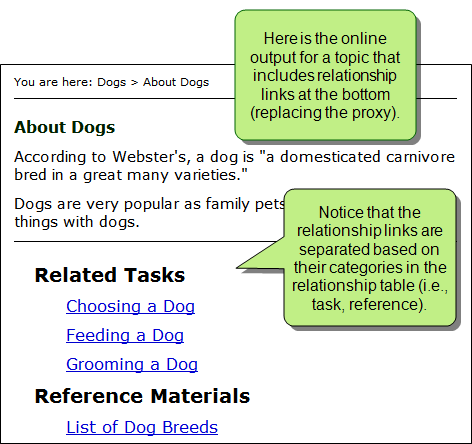 Here is the online
output for a topic that
includes relationship
links at the bottom
(replacing the proxy).
You are here: Dogs > About Dogs
About Dogs
According to Webster's, a dog is "a domesticated carnivore
bred in a great many varieties."
Dogs are very popular as family pets
things with dogs.
Notice that the
relationship links are
separated based on
their categories in the
relationship table (i.e.,
task, reference).
Related Tasks
Choosing a Dog
Feeding a Dog
Grooming a Dog
Reference Materials
List of Dog Breeds